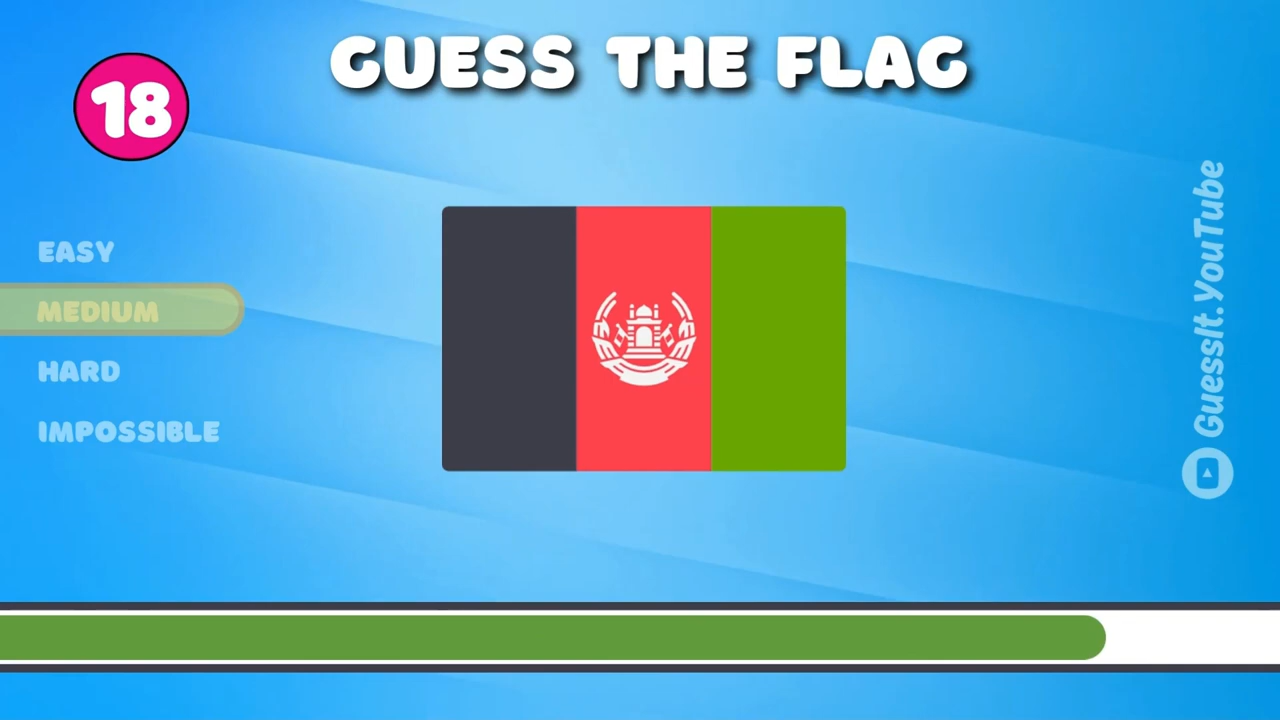 GUESS THE FLAG
18
EASY
MEDIUM
HARD
IMPOSSIBLE
GuessIt.YouTube